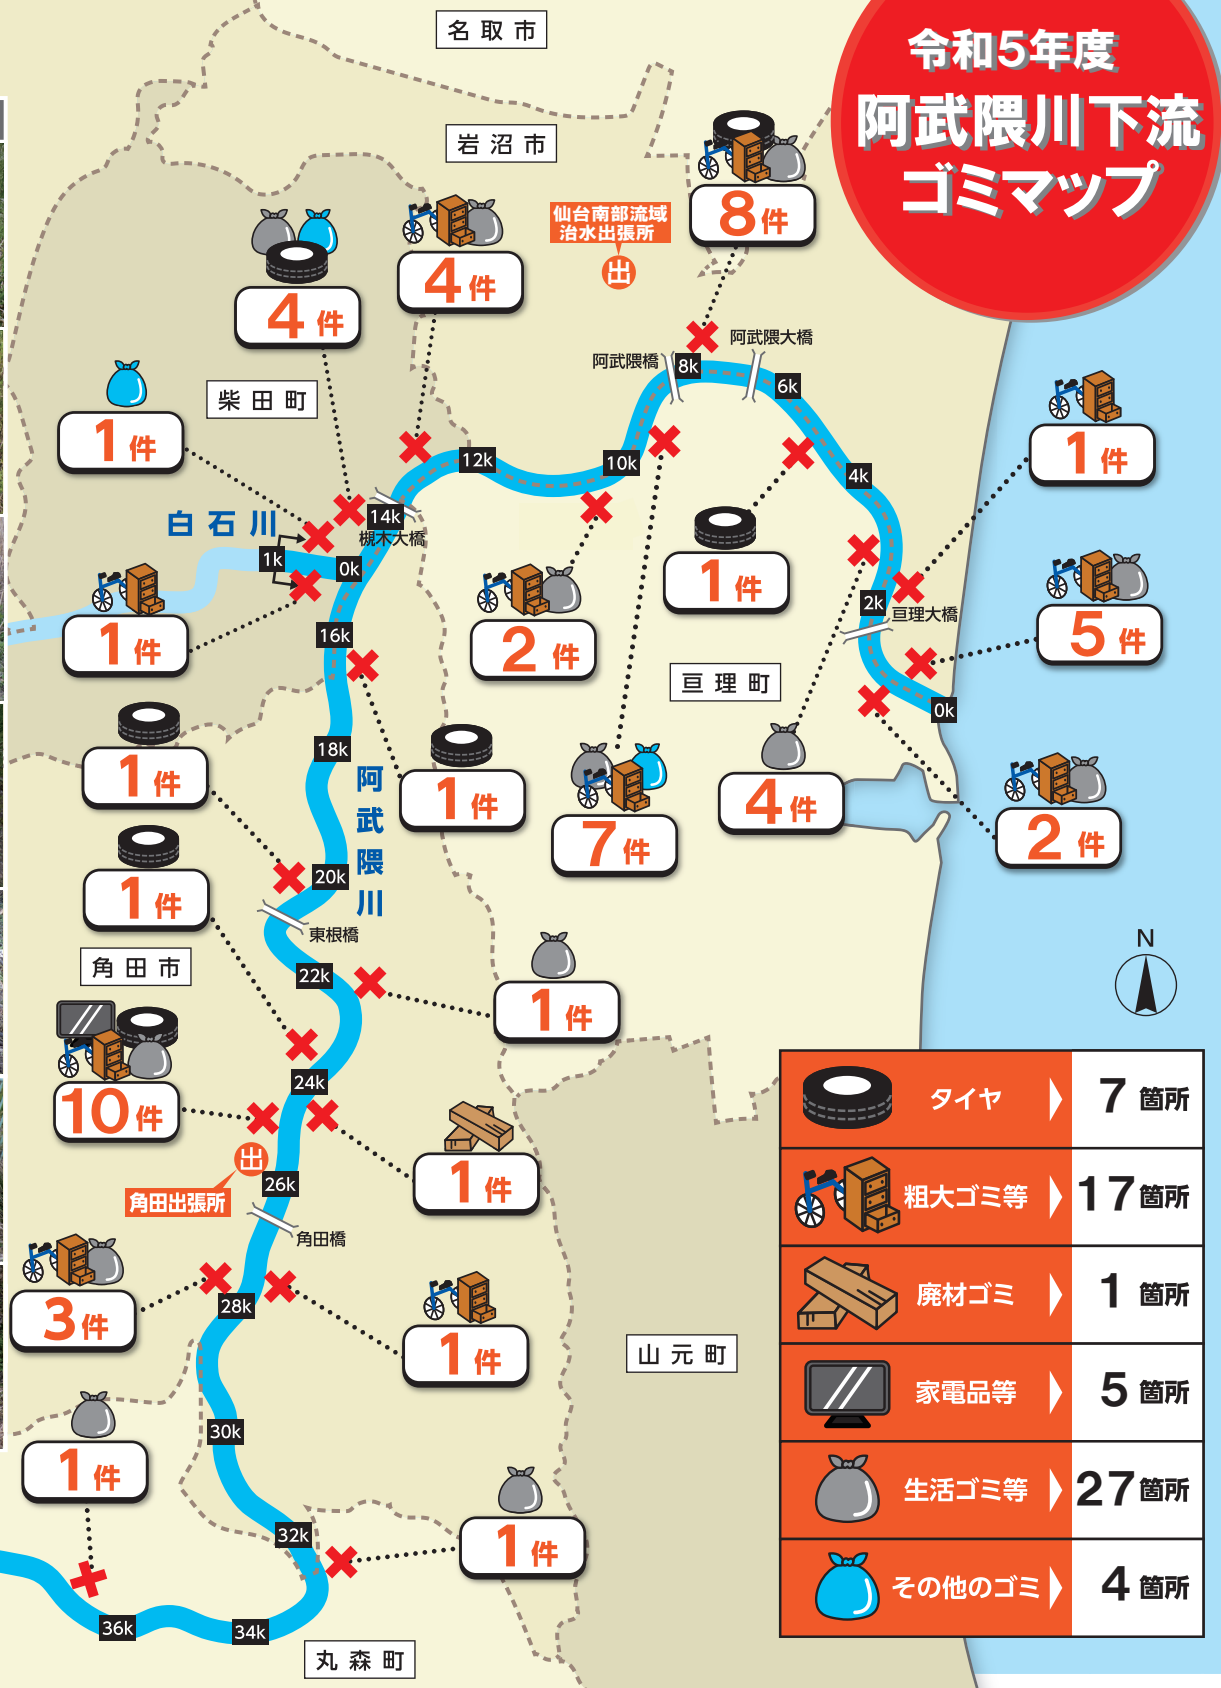 令和5年度
阿武隈川下流
ゴミマップ
名取市
岩沼市
仙台南部流域
治水出張所
出
8件
4件
4件
柴田町
1件
白石川
1k
0k
1件
阿武隈橋
阿武隈大橋
8k
6k
4k
2k
0k
10k
12k
14k
槻木大橋
亘理大橋
1件
5件
2件
1件
2件
亘理町
4件
7件
1件
16k
18k
阿武隈川
20k
東根橋
22k
24k
26k
角田橋
28k
30k
32k
34k
36k
1件
1件
角田市
10件
出
角田出張所
1件
1件
3件
1件
1件
1件
山元町
丸森町
N
タイヤ 7箇所
粗大ゴミ等 17箇所
廃材ゴミ 1箇所
家電品等 5箇所
生活ゴミ等 27箇所
その他のゴミ 4箇所